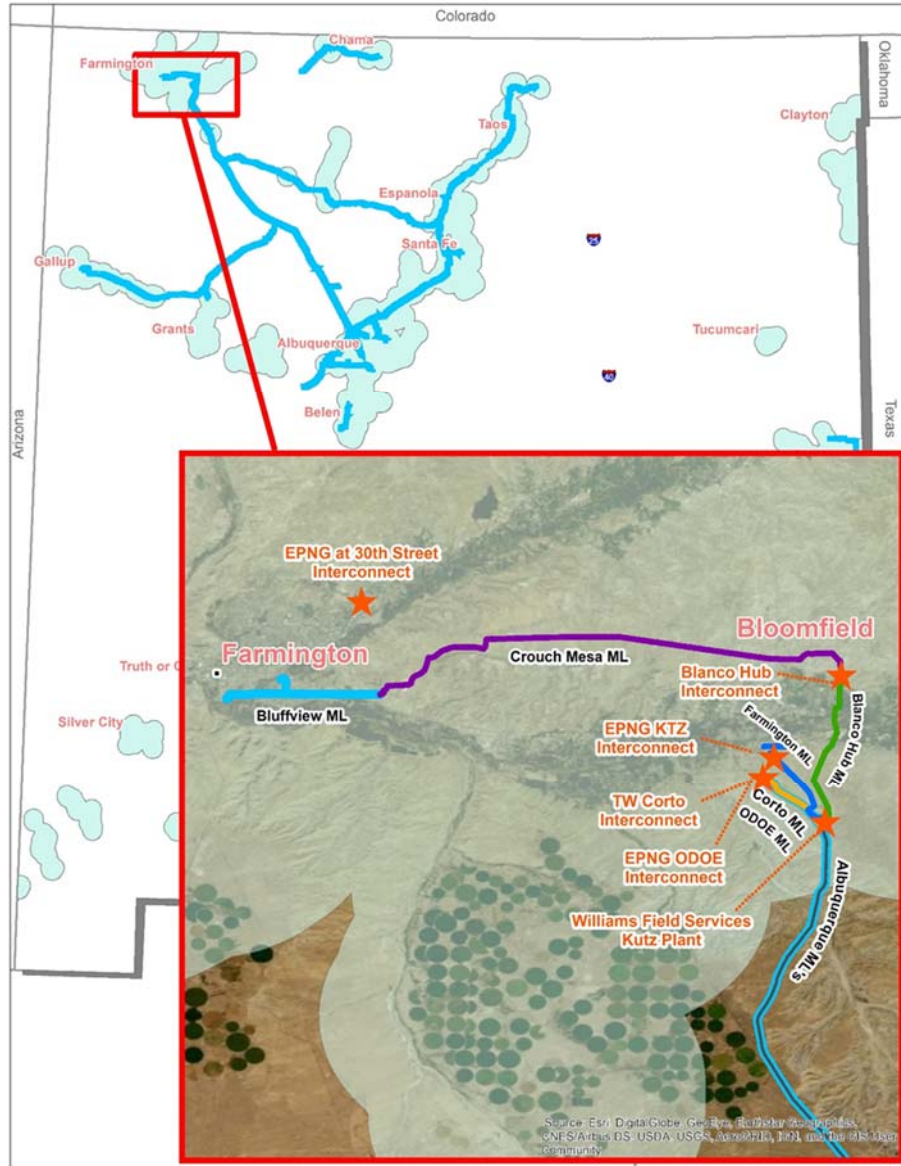 Colorado
Chama
Farmington
Oklahoma
Clayton
Taos
Espanola
25
Santa Fe
Gallup
Grants
Tucumcari
Albuquerque
40
Arizona
Belen
Texas
EPNG at 30th Street
Interconnect
Bloomfield
Farmington
Crouch Mesa ML
Truth or C
Blanco Hub
Interconnect
Bluffview ML
Silver City
EPNG KTZ
Interconnect
Farmington ML
Blanco Hub ML
TW Corto
Interconnect
Corto ML
ODOE ML
EPNG ODOE
Interconnect
Albuquerque ML's
Williams Field Services
Kutz Plant
Source: Esri, DigitalGlobe, GeoEye, Earthstar Geographics,
CNES/Airbus DS, USDA, USGS, AeroGRID, IGN, and the GIS User
Community